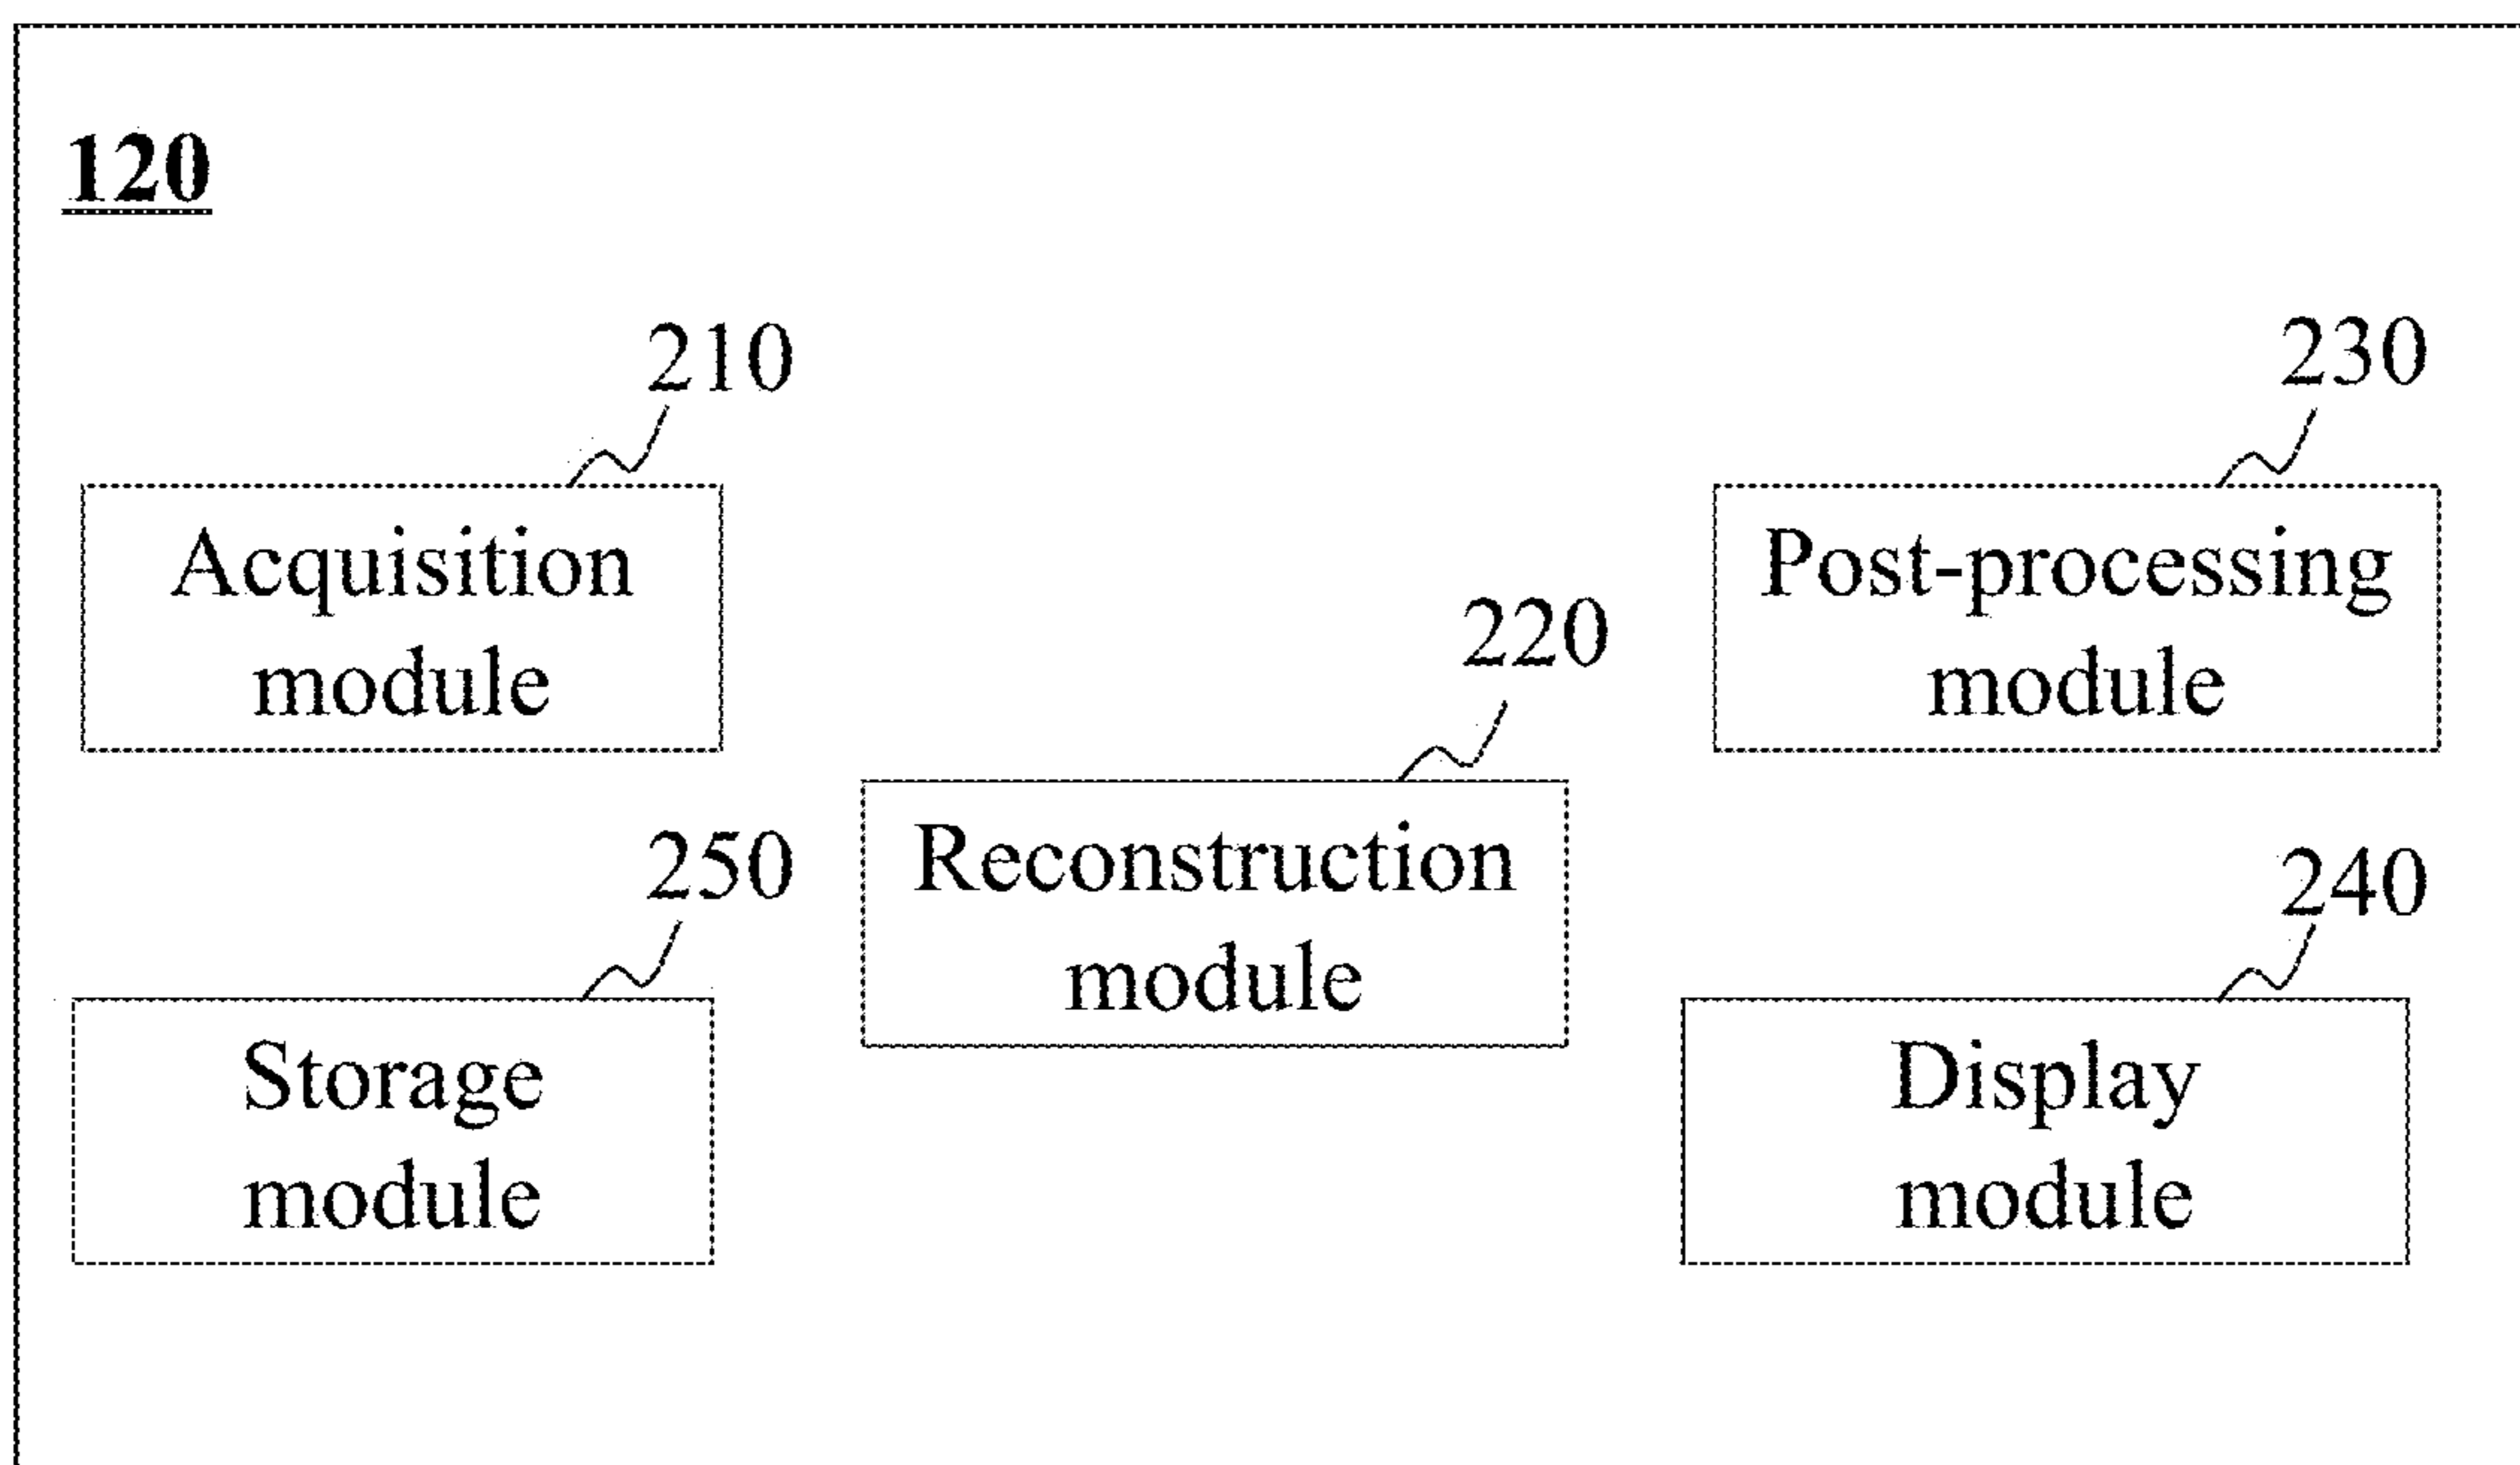 120
210
Acquisition
module
230
Post-processing
module
220
Reconstruction
module
250
Storage
module
240
Display
module